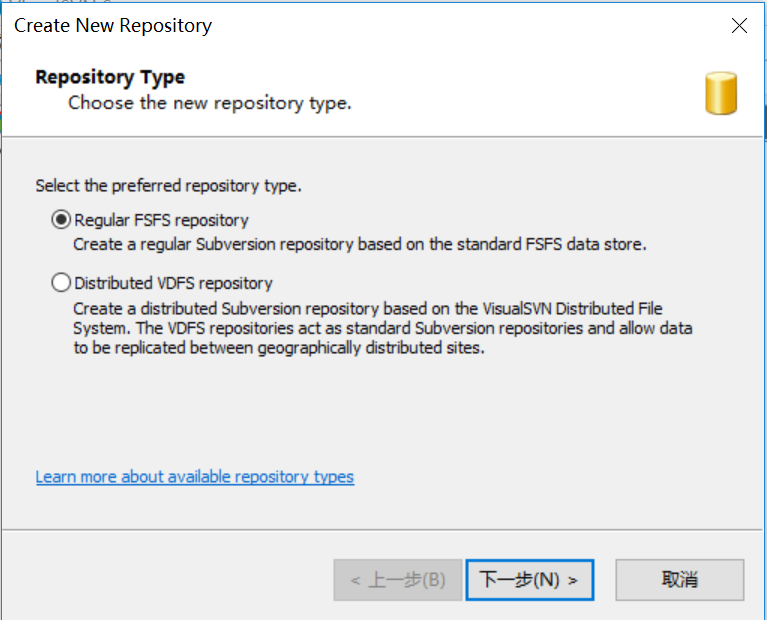 Create New Repository
Repository Type
Choose the new repository type.
Select the preferred repository type.
Regular FSFS repository
Create a regular Subversion repository based on the standard FSFS data store.
Distributed VDFS repository
Create a distributed Subversion repository based on the VisualSVN Distributed File
System. The VDFS repositories act as standard Subversion repositories and allow data
to be replicated between geographically distributed sites.
Learn more about available repository types
< 上一步(B)
下一步(N) >
取消